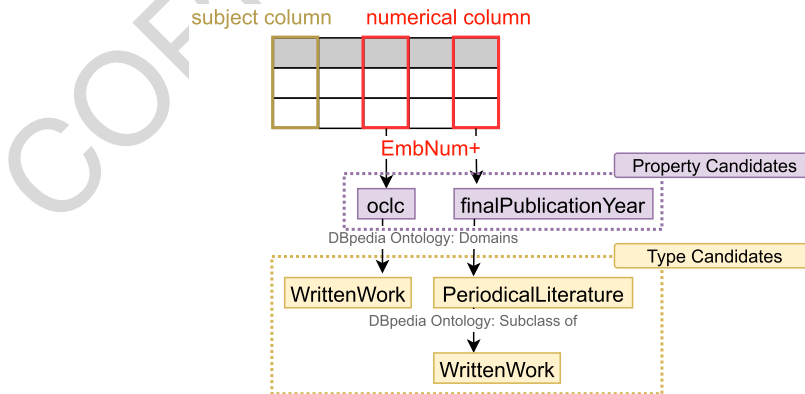 subject column
numerical column
EmbNum+
Property Candidates
oclc
finalPublicationYear
DBpedia Ontology: Domains
Type Candidates
WrittenWork
PeriodicalLiterature
DBpedia Ontology: Subclass of
WrittenWork